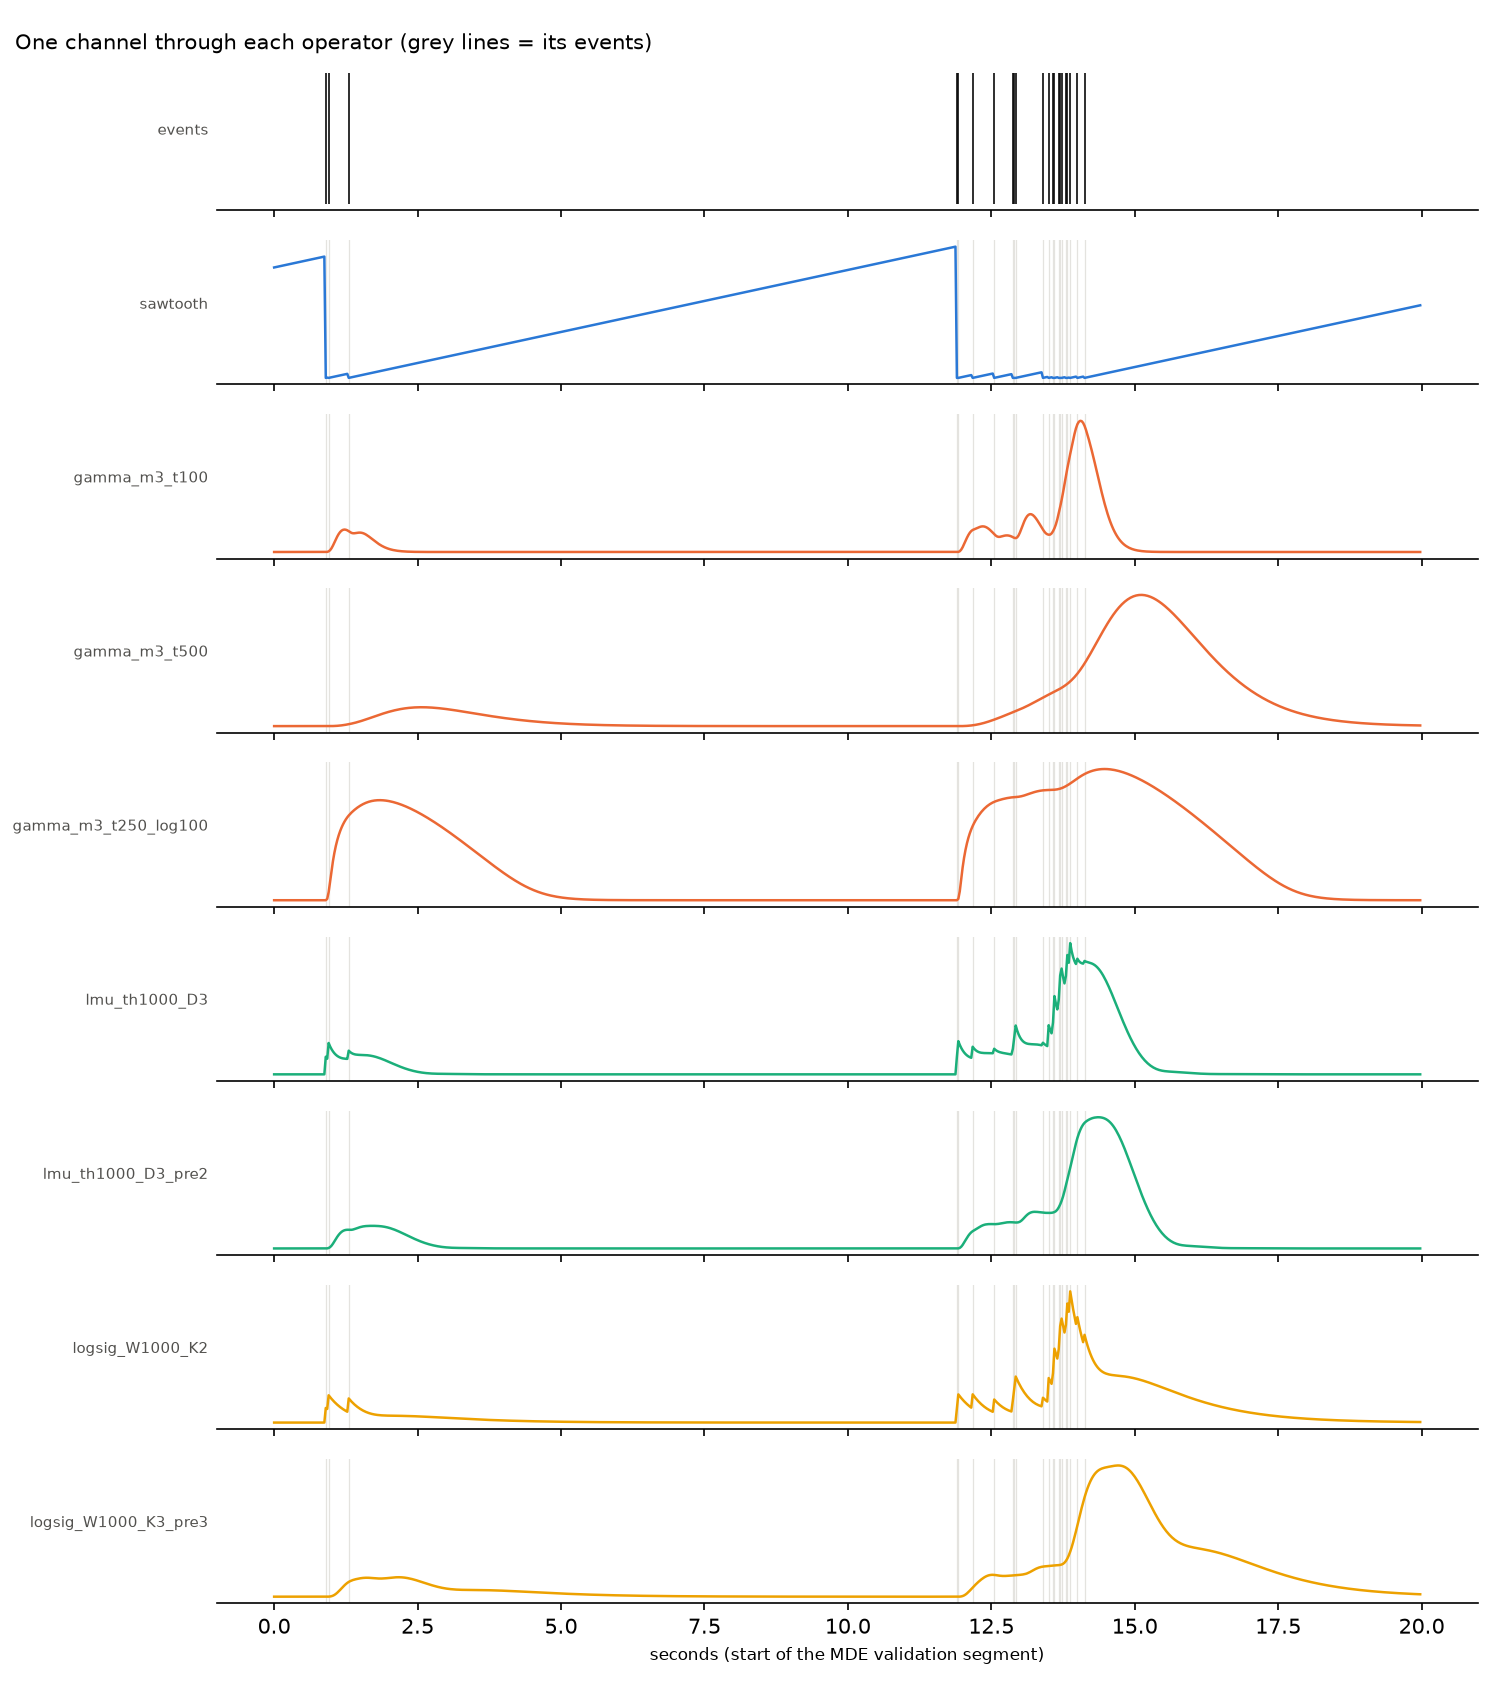 One channel through each operator (grey lines = its events)
events
sawtooth
gamma_m3_t100
gamma_m3_t500
gamma_m3_t250_log100
lmu_th1000_D3
lmu_th1000_D3_pre2
logsig_W1000_K2
logsig_W1000_K3_pre3
0.0 2.5 5.0 7.5 10.0 12.5 15.0 17.5 20.0
seconds (start of the MDE validation segment)